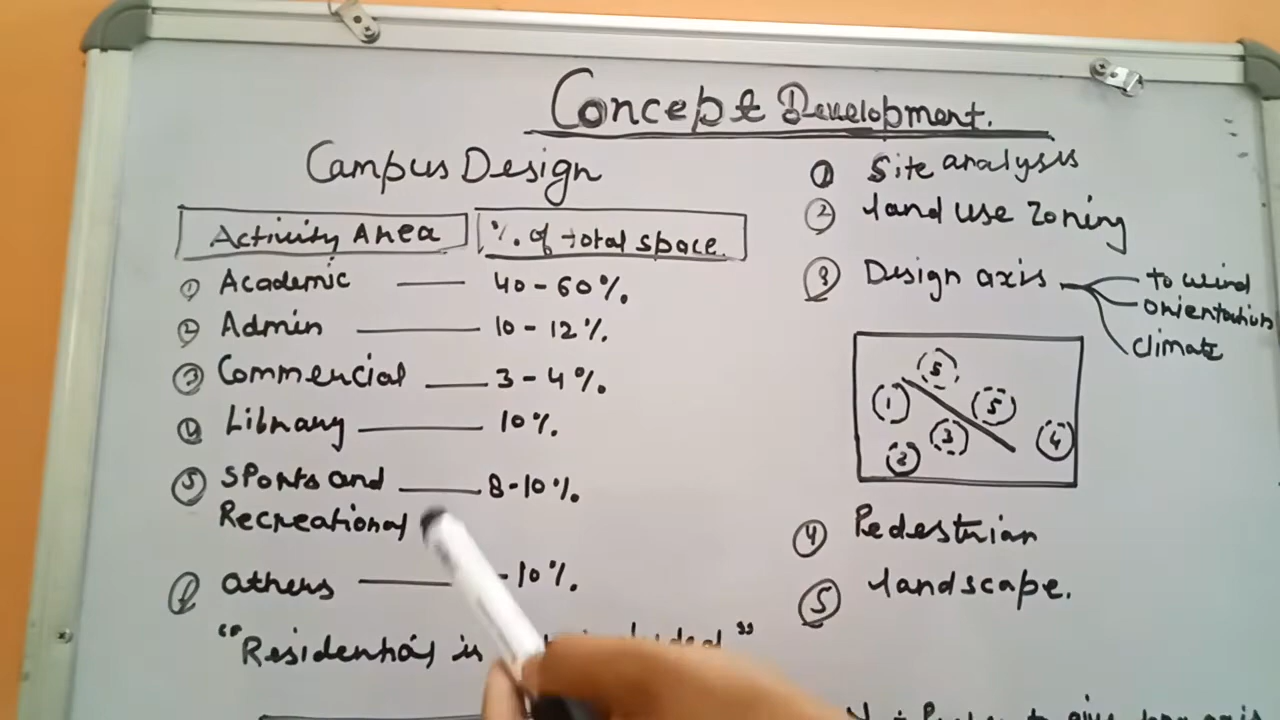 Concept Development.
Campus Design
Activity Area % of total space
① Academic 40-60%.
② Admin 10-12%.
③ Commercial 3-4%.
④ Library 10%.
⑤ Sports and 8-10%.
Recreational
others -10%.
"Residential is
① Site analysis
② land use zoning
③ Design axis
to wind
orientation
climate
6
1
5
3
4
2
④ Pedestrian
⑤ landscape.
to give